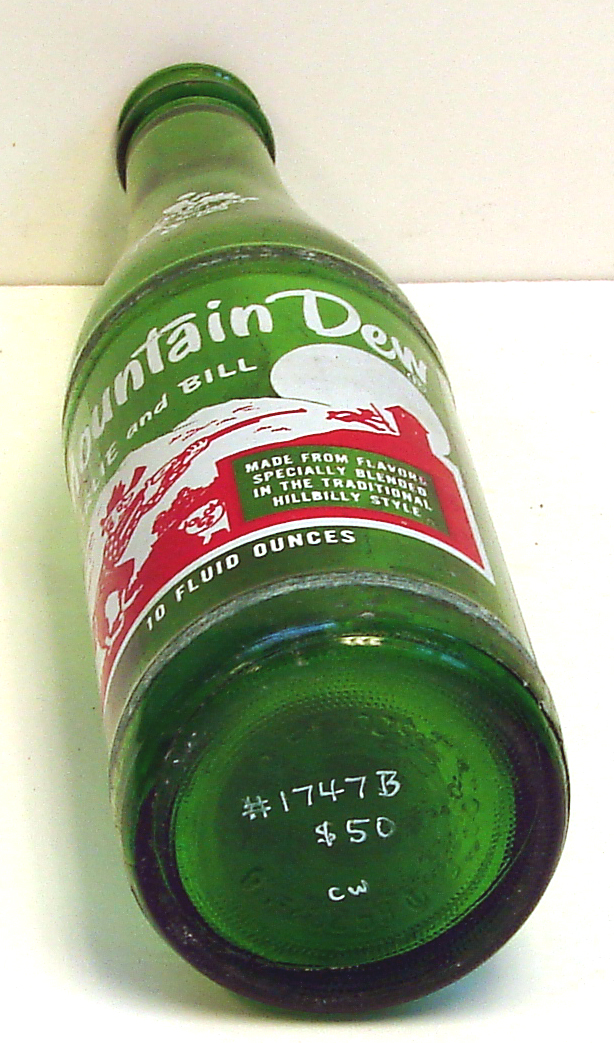 Mountain Dew
and BILL
MADE FROM FLAVORS
SPECIALLY BLENDED
IN THE TRADITIONAL
HILLBILLY STYLE
10 FLUID OUNCES
#1747B
$50
CW